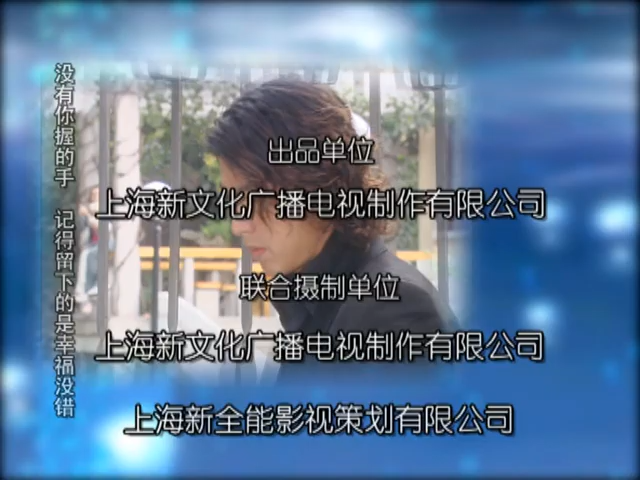 没有你握的手 记得留下的是幸福没错
出品单位
上海新文化广播电视制作有限公司
联合摄制单位
上海新文化广播电视制作有限公司
上海新全能影视策划有限公司